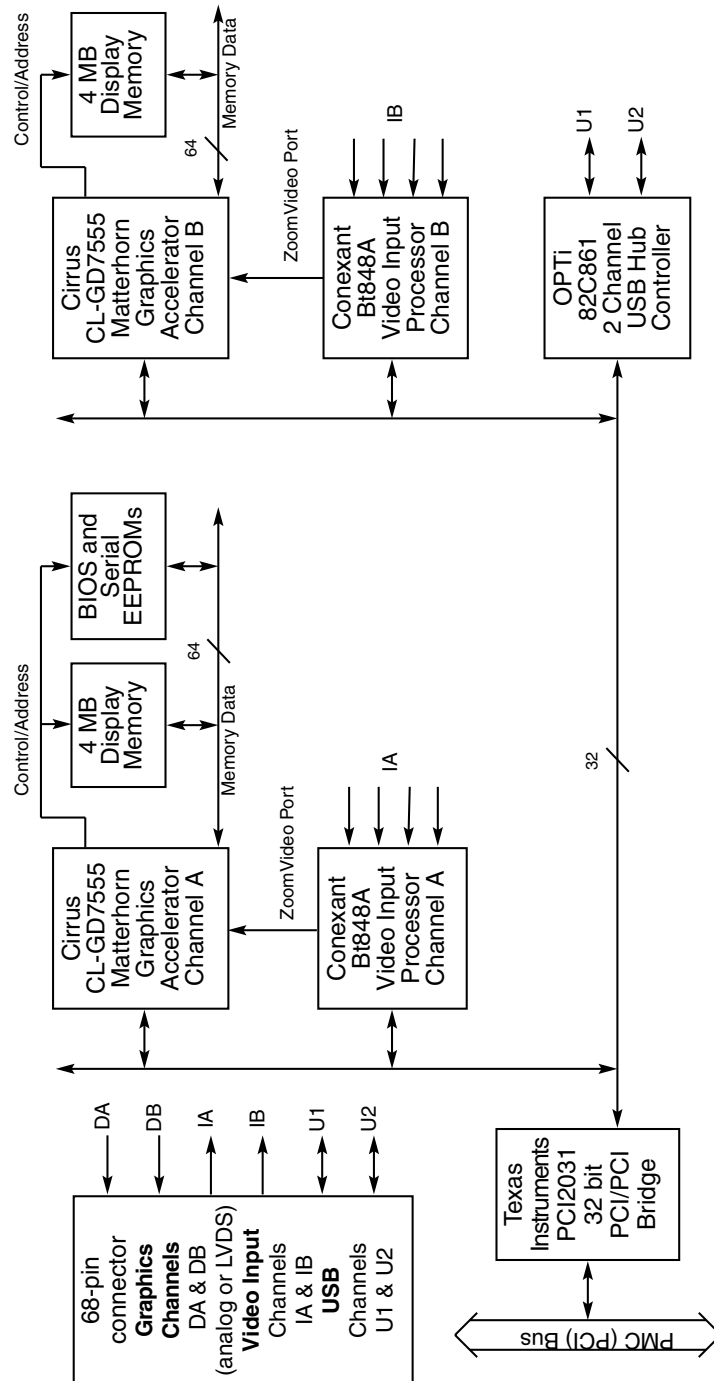 68-pin
connector
Graphics
Channels
DA & DB
(analog or LVDS)
Video Input
Channels
IA & IB
USB
Channels
U1 & U2
DA
DB
IA
IB
U1
U2
PMC (PCI) Bus
Texas
Instruments
PCI2031
32 bit
PCI/PCI
Bridge
32
Cirrus
CL-GD7555
Matterhorn
Graphics
Accelerator
Channel A
Control/Address
4 MB
Display
Memory
BIOS and
Serial
EEPROMs
Memory Data
64
ZoomVideo Port
Conexant
Bt848A
Video Input
Processor
Channel A
IA
Cirrus
CL-GD7555
Matterhorn
Graphics
Accelerator
Channel B
Control/Address
4 MB
Display
Memory
64
Memory Data
ZoomVideo Port
Conexant
Bt848A
Video Input
Processor
Channel B
IB
OPTi
82C861
2 Channel
USB Hub
Controller
U1
U2